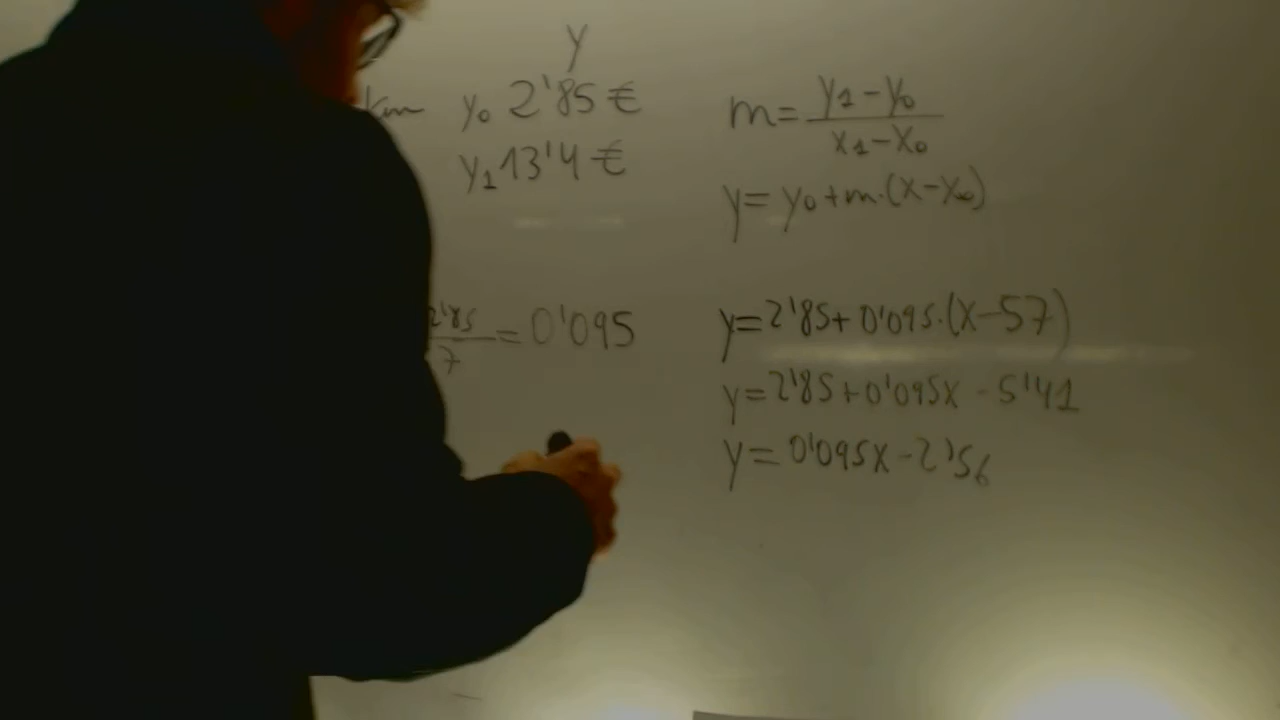 y
km y₀ 2'85 €
y₁ 13'4 €
m = (y₁ - y₀) / (x₁ - x₀)
y = y₀ + m·(x - x₀)
2'85 / 7 = 0'095
y = 2'85 + 0'095·(x - 57)
y = 2'85 + 0'095x - 5'41
y = 0'095x - 2'56